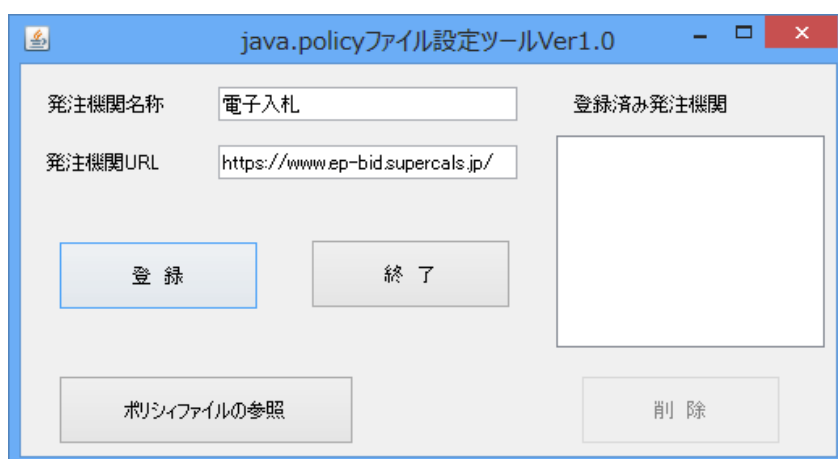 java.policyファイル設定ツールVer1.0
発注機関名称
電子入札
登録済み発注機関
発注機関URL
https://www.ep-bid.supercals.jp/
登 録
終 了
ポリシィファイルの参照
削 除